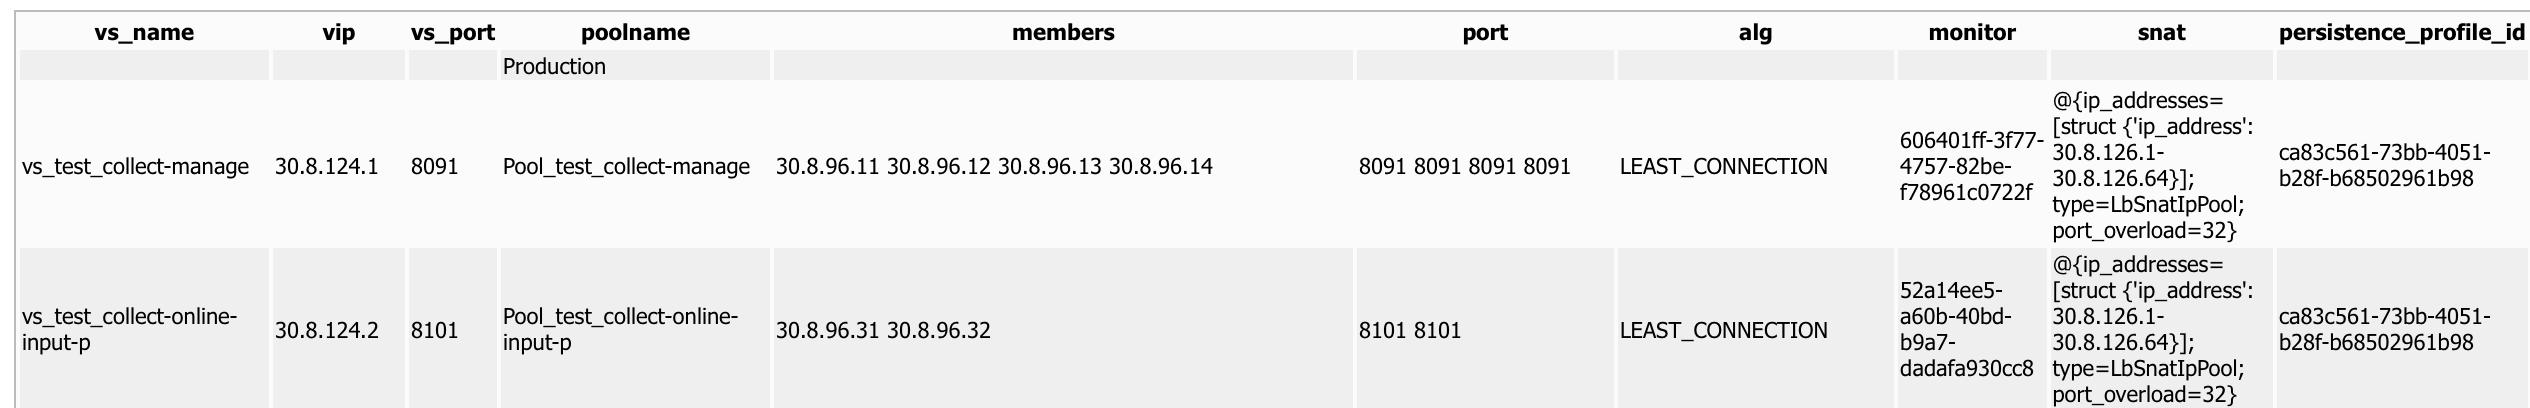 vs_name vip vs_port poolname members port alg monitor snat persistence_profile_id
Production
vs_test_collect-manage 30.8.124.1 8091 Pool_test_collect-manage 30.8.96.11 30.8.96.12 30.8.96.13 30.8.96.14 8091 8091 8091 8091 LEAST_CONNECTION
606401ff-3f77-
4757-82be-
f78961c0722f
@{ip_addresses=
[struct {'ip_address':
30.8.126.1-
30.8.126.64}];
type=LbSnatIpPool;
port_overload=32}
ca83c561-73bb-4051-
b28f-b68502961b98
vs_test_collect-online-
input-p
30.8.124.2 8101
Pool_test_collect-online-
input-p
30.8.96.31 30.8.96.32 8101 8101 LEAST_CONNECTION
52a14ee5-
a60b-40bd-
b9a7-
dadafa930cc8
@{ip_addresses=
[struct {'ip_address':
30.8.126.1-
30.8.126.64}];
type=LbSnatIpPool;
port_overload=32}
ca83c561-73bb-4051-
b28f-b68502961b98